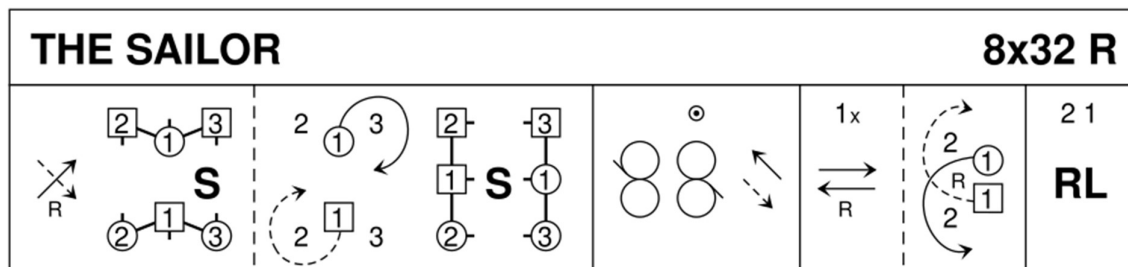 THE SAILOR 8x32 R
2 1 3 2 1 3 2 3 1x 2 1 2 1
R S 1 S 1 R R 1 RL
2 1 3 2 1 3 2 3 2